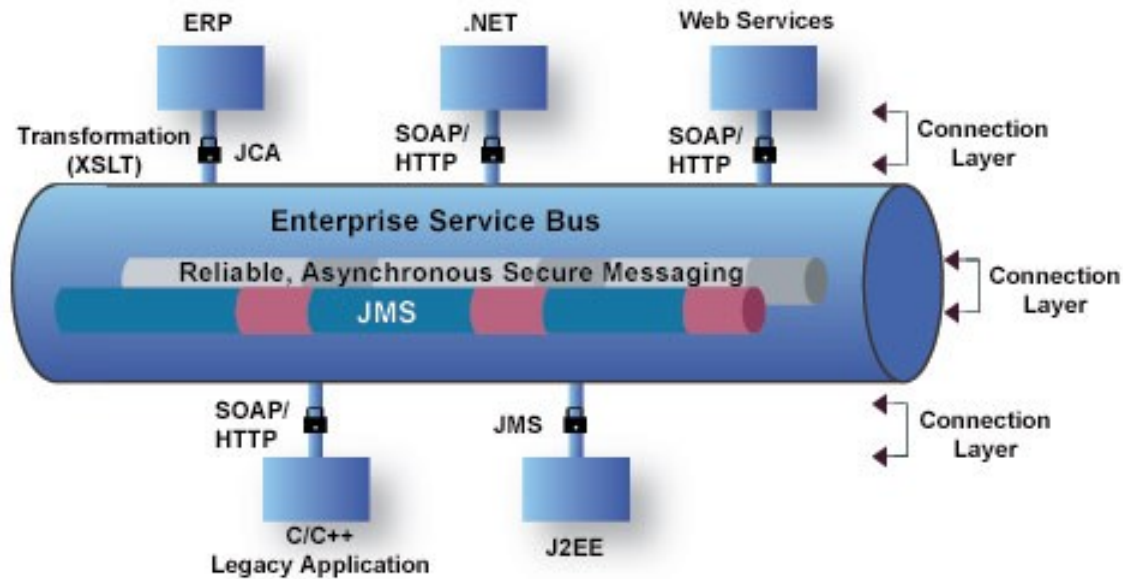 ERP
.NET
Web Services
Transformation
(XSLT)
JCA
SOAP/
HTTP
SOAP/
HTTP
Connection
Layer
Enterprise Service Bus
Reliable, Asynchronous Secure Messaging
JMS
Connection
Layer
SOAP/
HTTP
JMS
Connection
Layer
C/C++
Legacy Application
J2EE